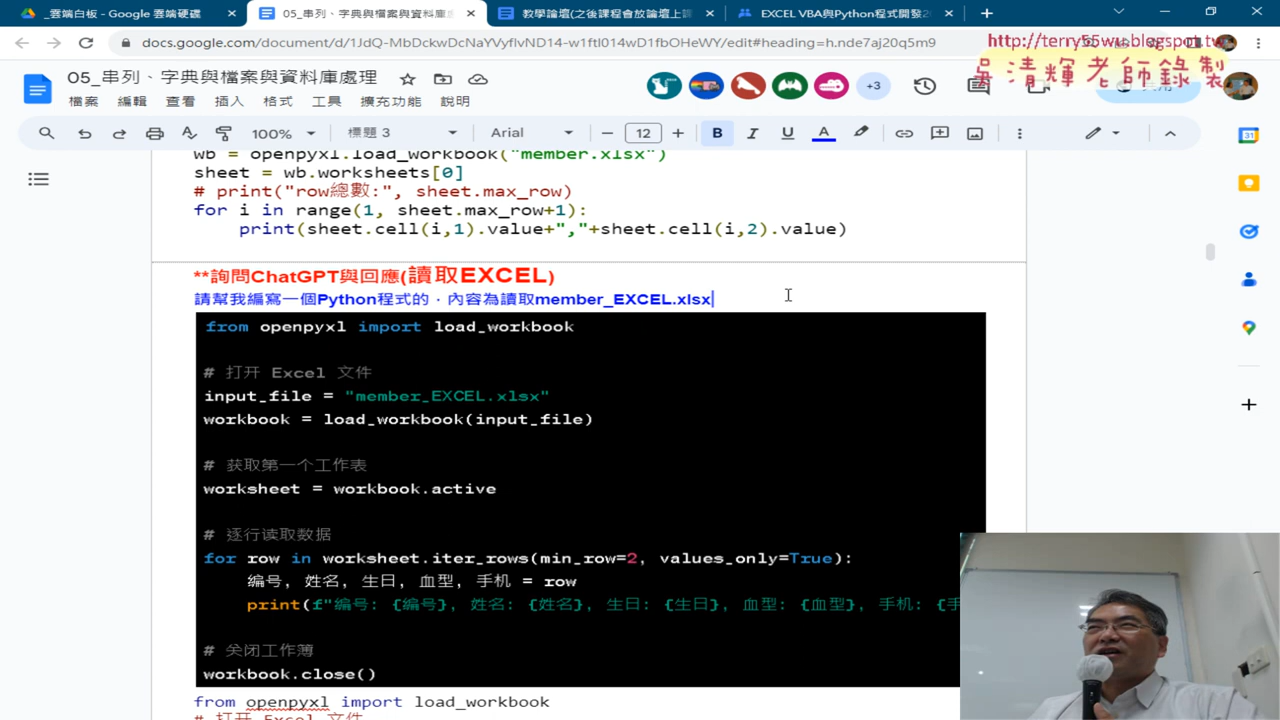 _雲端白板 - Google 雲端硬碟
05_串列、字典與檔案與資料庫處
教學論壇(之後課程會放論壇上課
EXCEL VBA與Python程式開發2
docs.google.com/document/d/1JdQ-MbDckwDcNaYVyflvND14-w1ftl014wD1fbOHeWY/edit#heading=h.nde7aj20q5m9
http://terry55wu.blogspot.tw
吳清輝老師錄製
05_串列、字典與檔案與資料庫處理
檔案 編輯 查看 插入 格式 工具 擴充功能 說明
+3
100% 標題 3 Arial 12 B I U A
wb = openpyxl.load_workbook("member.xlsx")
sheet = wb.worksheets[0]
# print("row總數:", sheet.max_row)
for i in range(1, sheet.max_row+1):
print(sheet.cell(i,1).value+","+sheet.cell(i,2).value)
**詢問ChatGPT與回應(讀取EXCEL)
請幫我編寫一個Python程式的，內容為讀取member_EXCEL.xlsx
from openpyxl import load_workbook
# 打开 Excel 文件
input_file = "member_EXCEL.xlsx"
workbook = load_workbook(input_file)
# 获取第一个工作表
worksheet = workbook.active
# 逐行读取数据
for row in worksheet.iter_rows(min_row=2, values_only=True):
编号, 姓名, 生日, 血型, 手机 = row
print(f"编号: {编号}, 姓名: {姓名}, 生日: {生日}, 血型: {血型}, 手机: {手
# 关闭工作簿
workbook.close()
from openpyxl import load_workbook
# 打开 Excel 文件